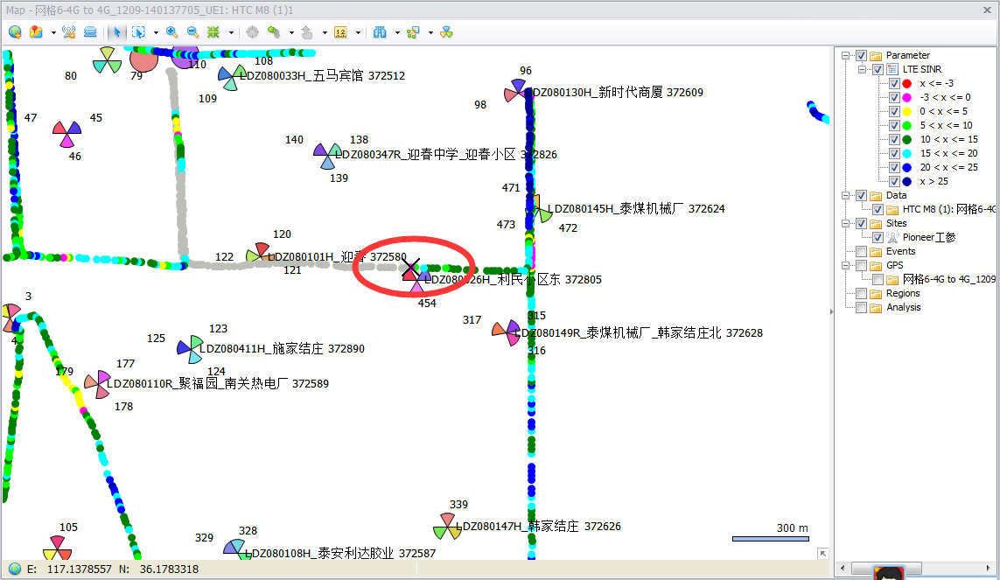 Map - 网格6-4G to 4G_1209-140137705_UE1: HTC M8 (1)1
1.2
80
79
110
108
LDZ080033H_五马宾馆 372512
109
96
LDZ080130H_新时代商厦 372609
98
47
45
46
140
138
LDZ080347R_迎春中学_迎春小区 372826
139
471
LDZ080145H_泰煤机械厂 372624
473
472
120
122
LDZ080101H_迎春 372580
121
H_利民小区东 372805
454
3
4
317
315
LDZ080149R_泰煤机械厂_韩家结庄北 372628
316
125
123
LDZ080411H_施家结庄 372890
124
179
177
LDZ080110R_聚福园_南关热电厂 372589
178
339
LDZ080147H_韩家结庄 372626
105
329
328
LDZ080108H_泰安利达胶业 372587
300 m
Parameter
LTE SINR
x <= -3
-3 < x <= 0
0 < x <= 5
5 < x <= 10
10 < x <= 15
15 < x <= 20
20 < x <= 25
x > 25
Data
HTC M8 (1): 网格6-4G
Sites
Pioneer工参
Events
GPS
网格6-4G to 4G_1209
Regions
Analysis
E: 117.1378557 N: 36.1783318